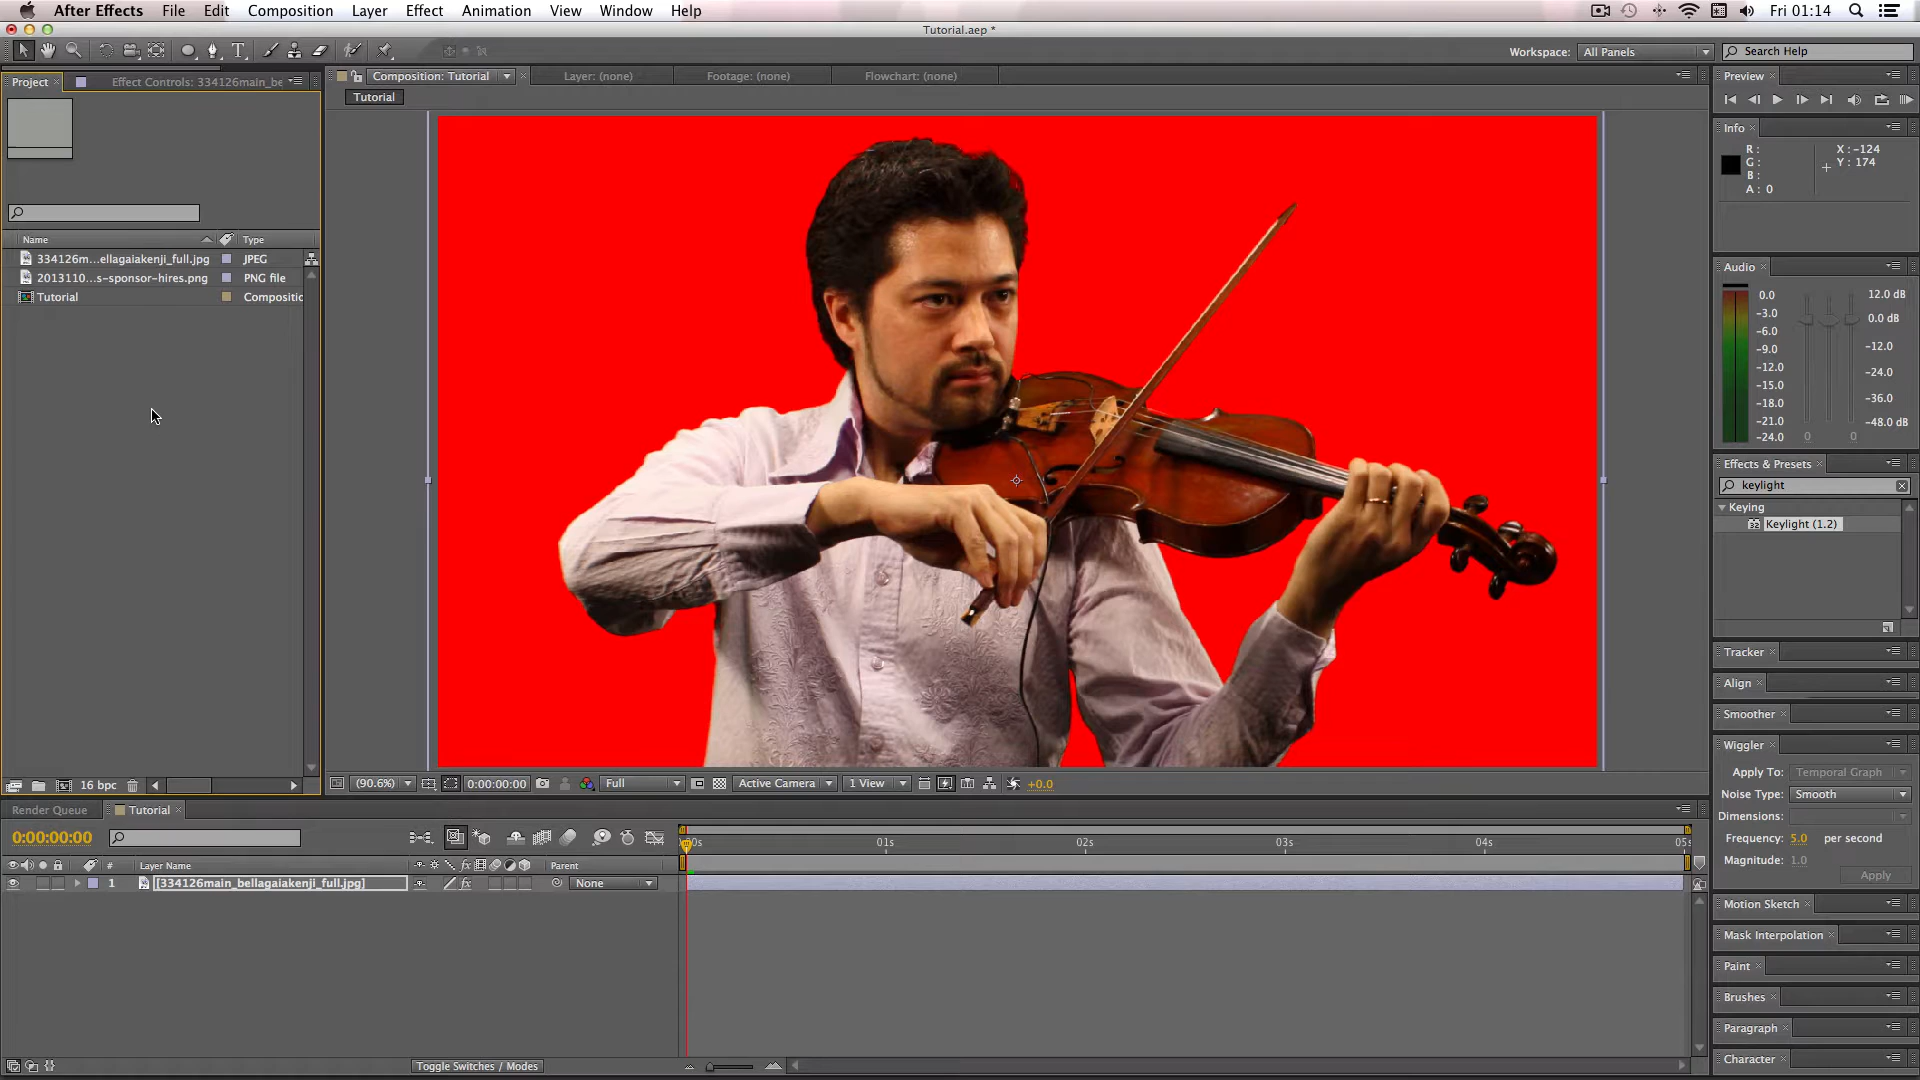 After Effects File Edit Composition Layer Effect Animation View Window Help Fri 01:14
Tutorial.aep *
Workspace: All Panels Search Help
Project Effect Controls: 334126main_be
Composition: Tutorial Layer: (none) Footage: (none) Flowchart: (none)
Tutorial
Name Type
334126m...ellagaiakenji_full.jpg JPEG
2013110...s-sponsor-hires.png PNG file
Tutorial Compositic
16 bpc
(90.6%) 0:00:00:00 Full Active Camera 1 View +0.0
Preview
Info
R: X: -124
G: Y: 174
B:
A: 0
Audio
0.0 12.0 dB
-3.0 0.0 dB
-6.0
-9.0 -12.0
-12.0 -24.0
-15.0
-18.0 -36.0
-21.0 -48.0 dB
-24.0 0 0
Effects & Presets
keylight
Keying
32 Keylight (1.2)
Tracker
Align
Smoother
Wiggler
Apply To: Temporal Graph
Noise Type: Smooth
Dimensions:
Frequency: 5.0 per second
Magnitude: 1.0
Apply
Motion Sketch
Mask Interpolation
Paint
Brushes
Paragraph
Character
Render Queue Tutorial
0:00:00:00
0s 01s 02s 03s 04s 05s
# Layer Name fx Parent
1 [334126main_bellagaiakenji_full.jpg] fx None
Toggle Switches / Modes